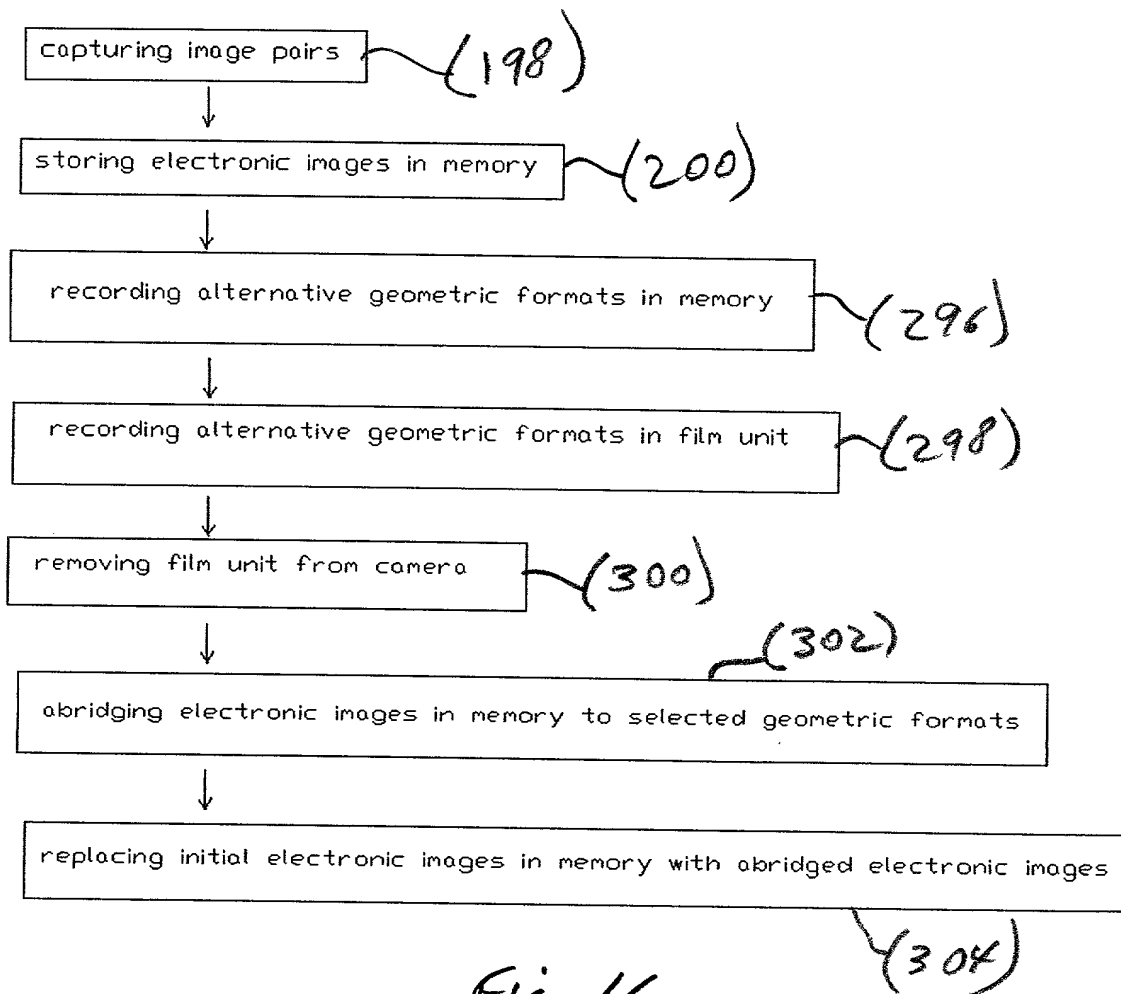 capturing image pairs (198)
storing electronic images in memory (200)
recording alternative geometric formats in memory (296)
recording alternative geometric formats in film unit (298)
removing film unit from camera (300)
(302)
abridging electronic images in memory to selected geometric formats
replacing initial electronic images in memory with abridged electronic images
(304)